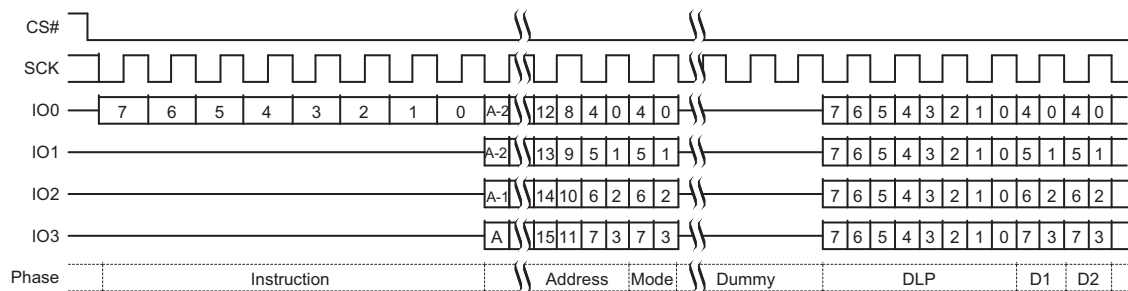 CS#
SCK
IO0 7 6 5 4 3 2 1 0 A-2 12 8 4 0 4 0 7 6 5 4 3 2 1 0 4 0 4 0
IO1 A-2 13 9 5 1 5 1 7 6 5 4 3 2 1 0 5 1 5 1
IO2 A-1 14 10 6 2 6 2 7 6 5 4 3 2 1 0 6 2 6 2
IO3 A 15 11 7 3 7 3 7 6 5 4 3 2 1 0 7 3 7 3
Phase Instruction Address Mode Dummy DLP D1 D2